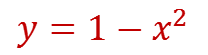 y = 1 − x²